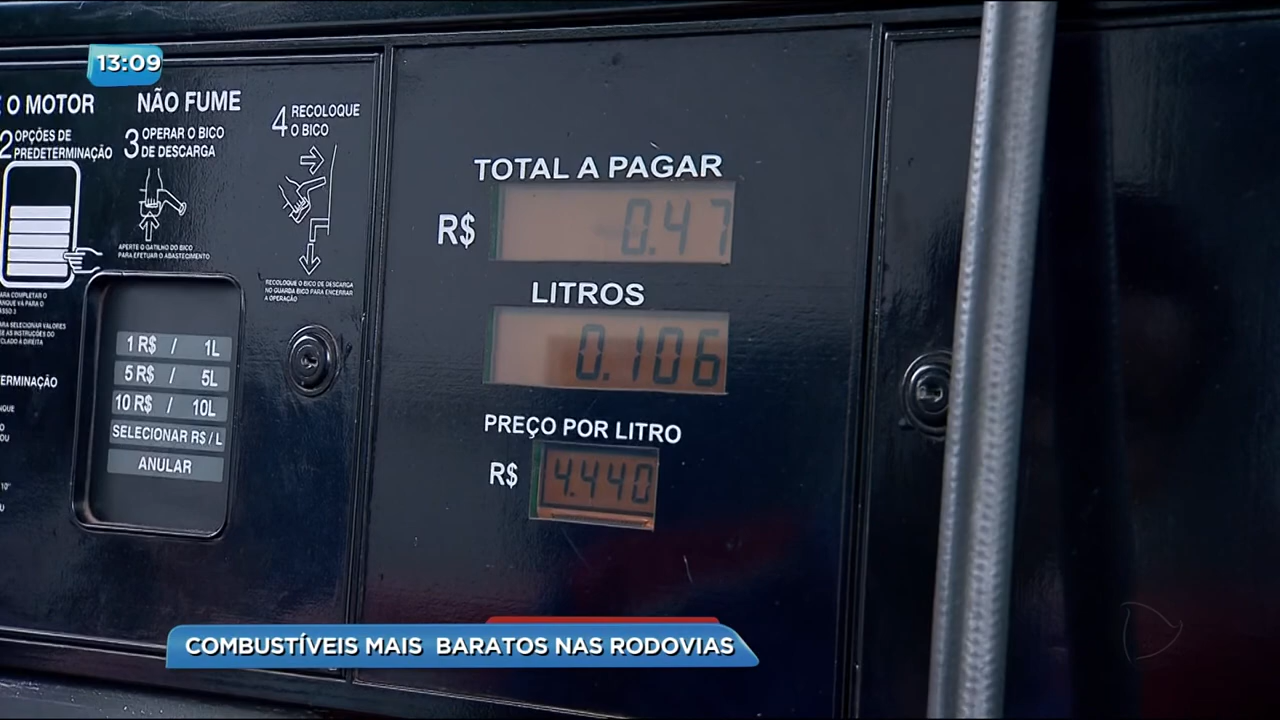 13:09
O MOTOR
NÃO FUME
2 OPÇÕES DE
PREDETERMINAÇÃO
3 OPERAR O BICO
DE DESCARGA
4 RECOLOQUE
O BICO
APERTE O GATILHO DO BICO
PARA EFETUAR O ABASTECIMENTO
RECOLOQUE O BICO DE DESCARGA
NO GUARDA BICO PARA ENCERRAR
A OPERAÇÃO
TOTAL A PAGAR
R$ 0.47
LITROS
0.106
PREÇO POR LITRO
R$ 4.440
1 R$ / 1L
5 R$ / 5L
10 R$ / 10L
SELECIONAR R$ / L
ANULAR
COMBUSTÍVEIS MAIS BARATOS NAS RODOVIAS